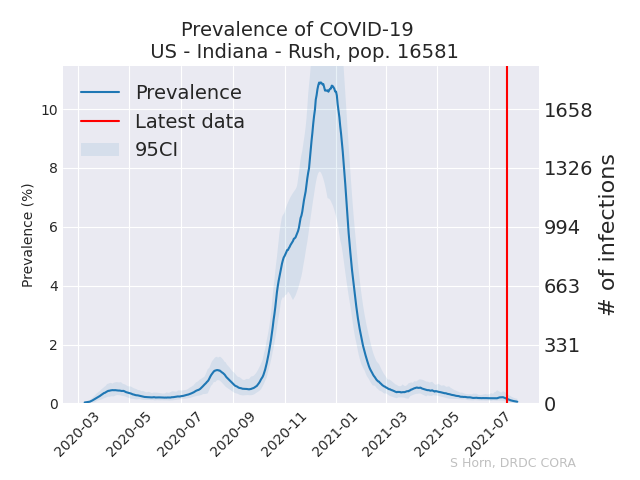 Prevalence of COVID-19
US - Indiana - Rush, pop. 16581
Prevalence
Latest data
95CI
Prevalence (%)
10
8
6
4
2
0
1658
1326
994
663
331
0
# of infections
2020-03
2020-05
2020-07
2020-09
2020-11
2021-01
2021-03
2021-05
2021-07
S Horn, DRDC CORA